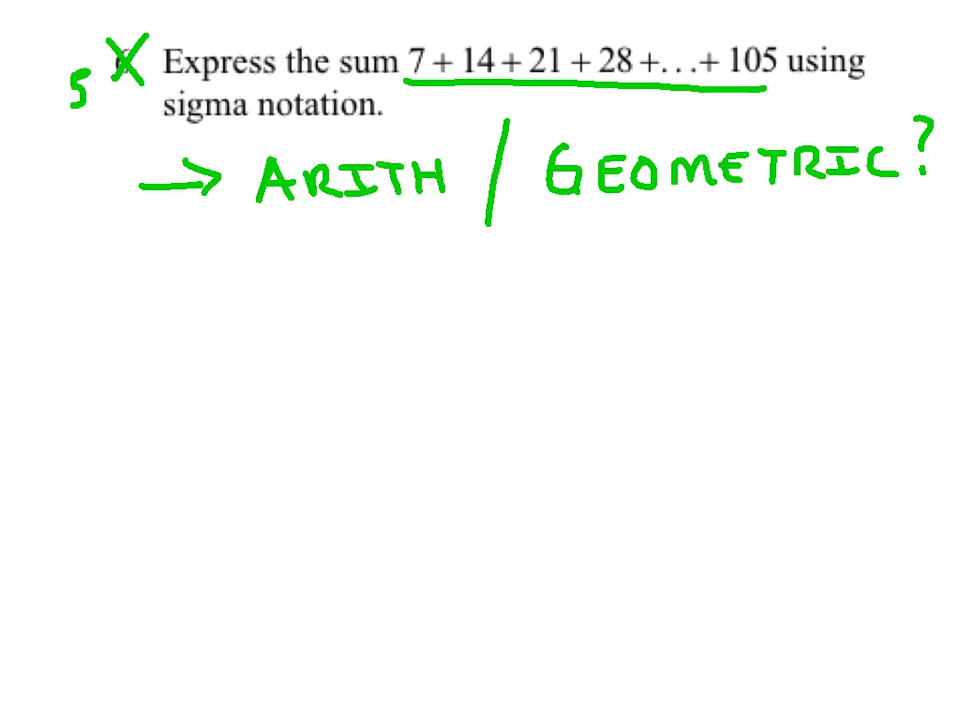 5 X Express the sum 7 + 14 + 21 + 28 +...+ 105 using
sigma notation.
→ ARITH / GEOMETRIC?